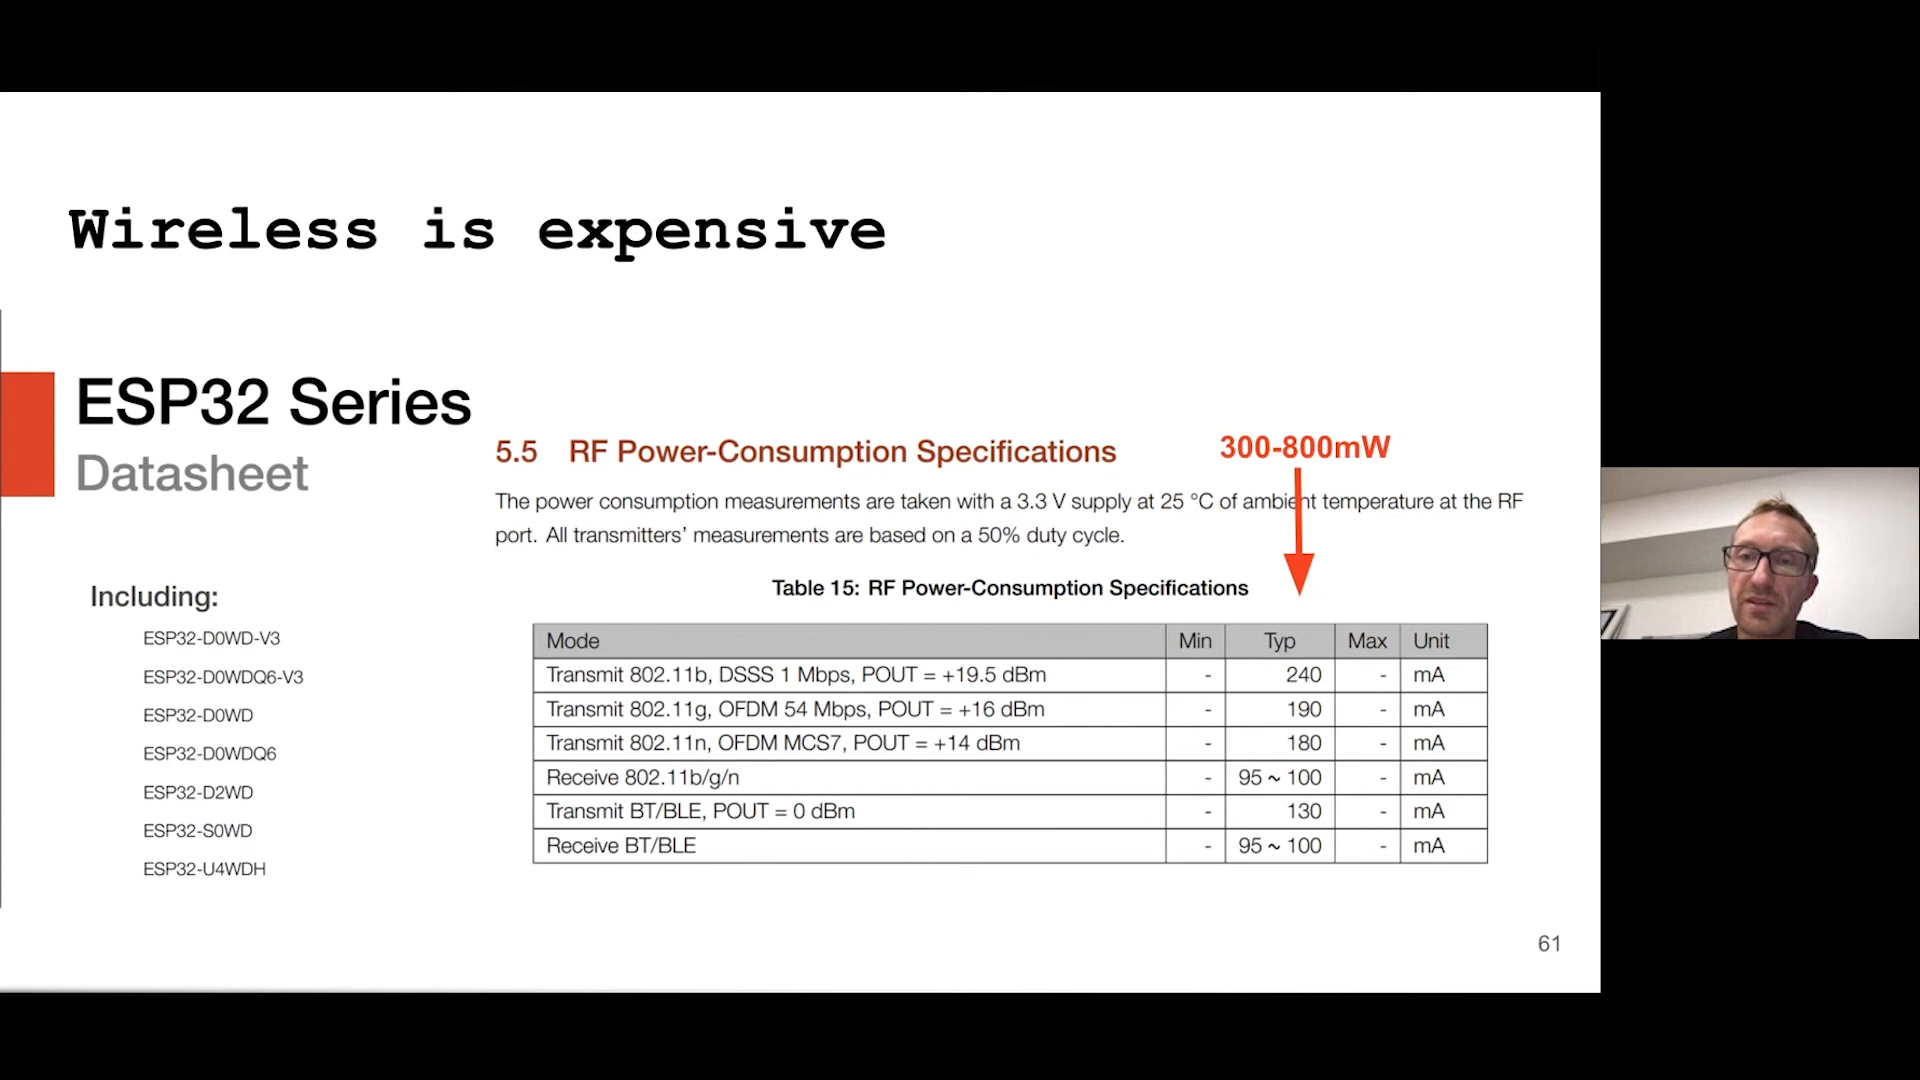 Wireless is expensive
ESP32 Series
Datasheet
Including:
ESP32-D0WD-V3
ESP32-D0WDQ6-V3
ESP32-D0WD
ESP32-D0WDQ6
ESP32-D2WD
ESP32-S0WD
ESP32-U4WDH
5.5 RF Power-Consumption Specifications
300-800mW
The power consumption measurements are taken with a 3.3 V supply at 25 °C of ambient temperature at the RF
port. All transmitters’ measurements are based on a 50% duty cycle.
Table 15: RF Power-Consumption Specifications
Mode Min Typ Max Unit
Transmit 802.11b, DSSS 1 Mbps, POUT = +19.5 dBm - 240 - mA
Transmit 802.11g, OFDM 54 Mbps, POUT = +16 dBm - 190 - mA
Transmit 802.11n, OFDM MCS7, POUT = +14 dBm - 180 - mA
Receive 802.11b/g/n - 95 ~ 100 - mA
Transmit BT/BLE, POUT = 0 dBm - 130 - mA
Receive BT/BLE - 95 ~ 100 - mA
61